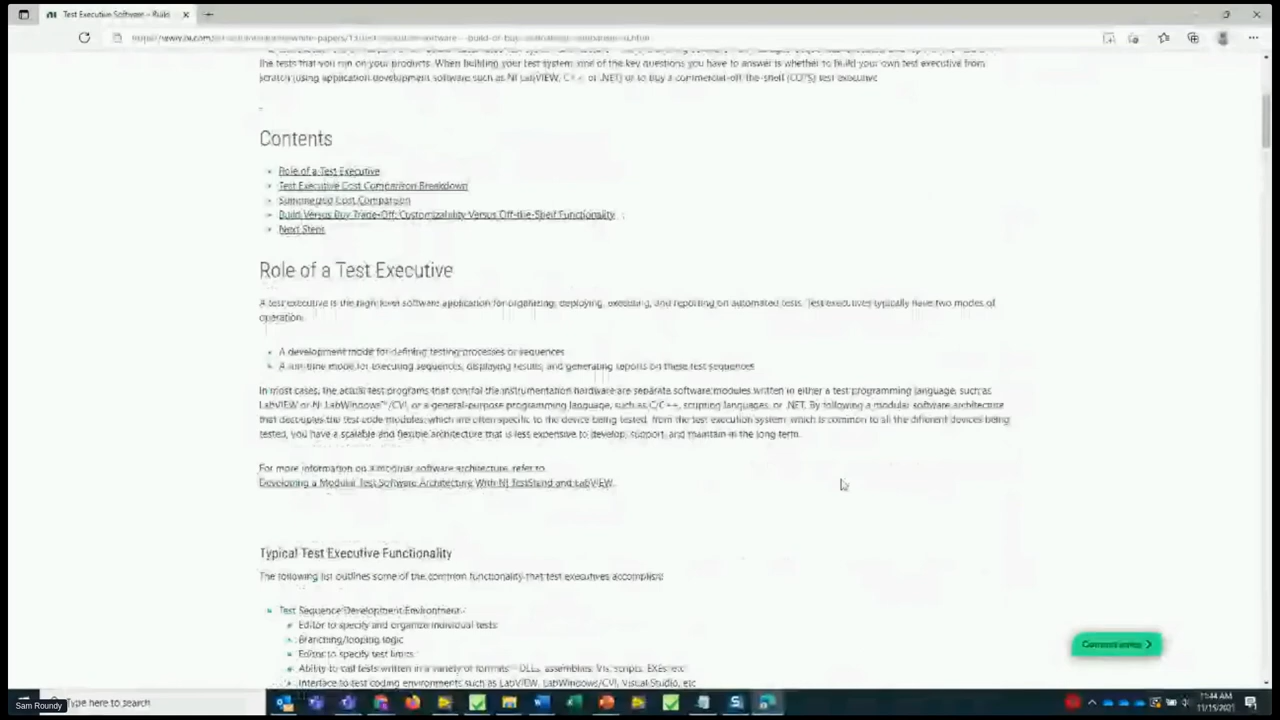 Test Executive Software - Build
the tests that you run on your products. When building your test system, one of the key questions you have to answer is whether to build your own test executive from
scratch (using application development software such as NI LabVIEW, C++ or .NET) or to buy a commercial-off-the-shelf (COTS) test executive
Contents
Role of a Test Executive
Test Executive Cost Comparison Breakdown
Summarized Cost Comparison
Build Versus Buy Trade-Off: Customizability Versus Off-the-Shelf Functionality
Next Steps
Role of a Test Executive
A test executive is the high-level software application for organizing, deploying, executing, and reporting on automated tests. Test executives typically have two modes of
operation:
A development mode for defining testing processes or sequences
A run-time mode for executing sequences, displaying results, and generating reports on these test sequences
In most cases, the actual test programs that control the instrumentation hardware are separate software modules written in either a test programming language, such as
LabVIEW or NI LabWindows™/CVI, or a general-purpose programming language, such as C/C++, scripting languages, or .NET. By following a modular software architecture
that decouples the test code modules, which are often specific to the device being tested, from the test execution system, which is common to all the different devices being
tested, you have a scalable and flexible architecture that is less expensive to develop, support, and maintain in the long term.
For more information on a modular software architecture, refer to
Developing a Modular Test Software Architecture With NI TestStand and LabVIEW.
Typical Test Executive Functionality
The following list outlines some of the common functionality that test executives accomplish:
Test Sequence Development Environment
Editor to specify and organize individual tests
Branching/looping logic
Editor to specify test limits
Ability to call tests written in a variety of formats - DLLs, assemblies, VIs, scripts, EXEs, etc
Interface to test coding environments such as LabVIEW, LabWindows/CVI, Visual Studio, etc
Type here to search
11:44 AM
11/15/2021
Sam Roundy